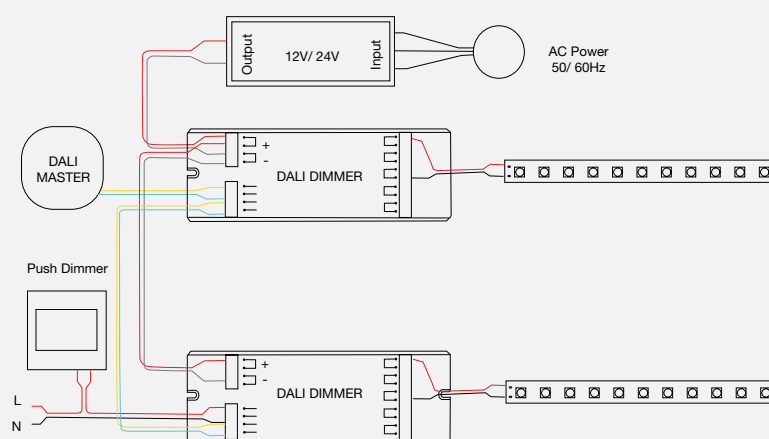 Output
12V/ 24V
Input
AC Power
50/ 60Hz
DALI
MASTER
+
-
DALI DIMMER
Push Dimmer
+
-
DALI DIMMER
L
N